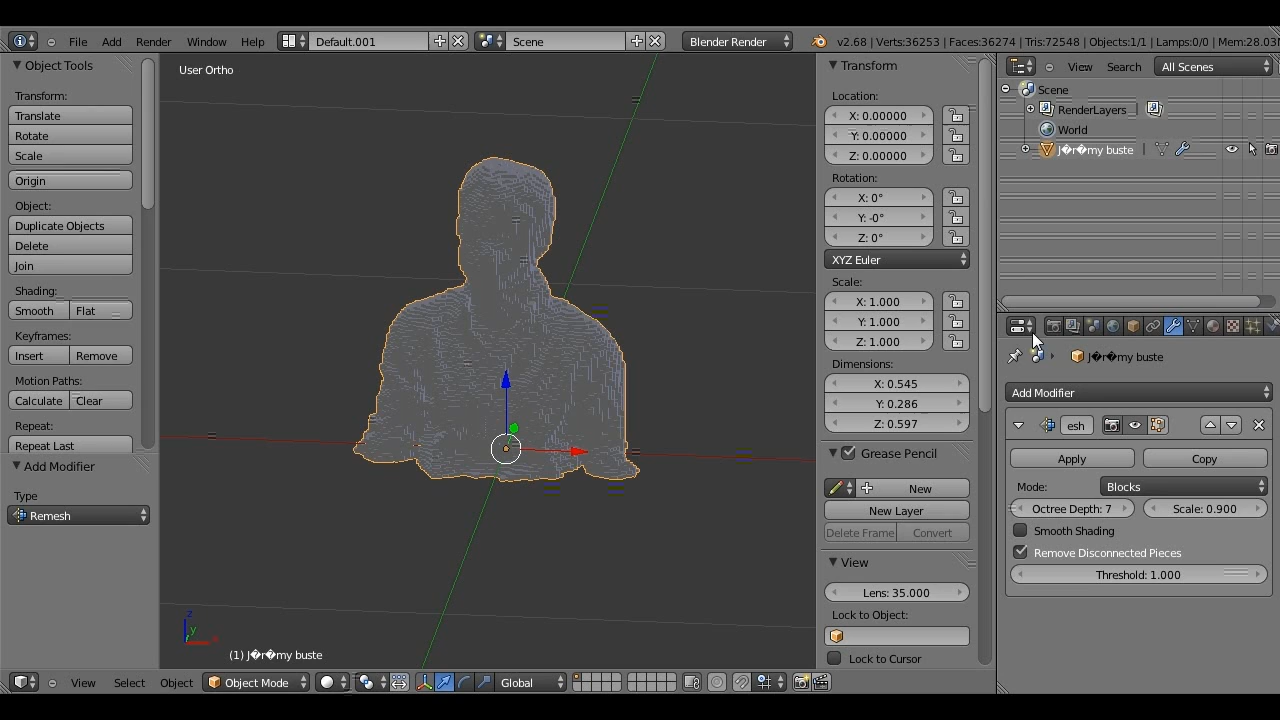 File Add Render Window Help Default.001 Scene Blender Render v2.68 | Verts:36253 | Faces:36274 | Tris:72548 | Objects:1/1 | Lamps:0/0 | Mem:28.03
Object Tools
Transform:
Translate
Rotate
Scale
Origin
Object:
Duplicate Objects
Delete
Join
Shading:
Smooth Flat
Keyframes:
Insert Remove
Motion Paths:
Calculate Clear
Repeat:
Repeat Last
Add Modifier
Type
Remesh
User Ortho
(1) J�r�my buste
View Select Object Object Mode Global
Transform
Location:
X: 0.00000
Y: 0.00000
Z: 0.00000
Rotation:
X: 0°
Y: -0°
Z: 0°
XYZ Euler
Scale:
X: 1.000
Y: 1.000
Z: 1.000
Dimensions:
X: 0.545
Y: 0.286
Z: 0.597
Grease Pencil
New
New Layer
Delete Frame Convert
View
Lens: 35.000
Lock to Object:
Lock to Cursor
View Search All Scenes
Scene
RenderLayers |
World
J�r�my buste |
J�r�my buste
Add Modifier
esh
Apply Copy
Mode: Blocks
Octree Depth: 7 Scale: 0.900
Smooth Shading
Remove Disconnected Pieces
Threshold: 1.000
z
y